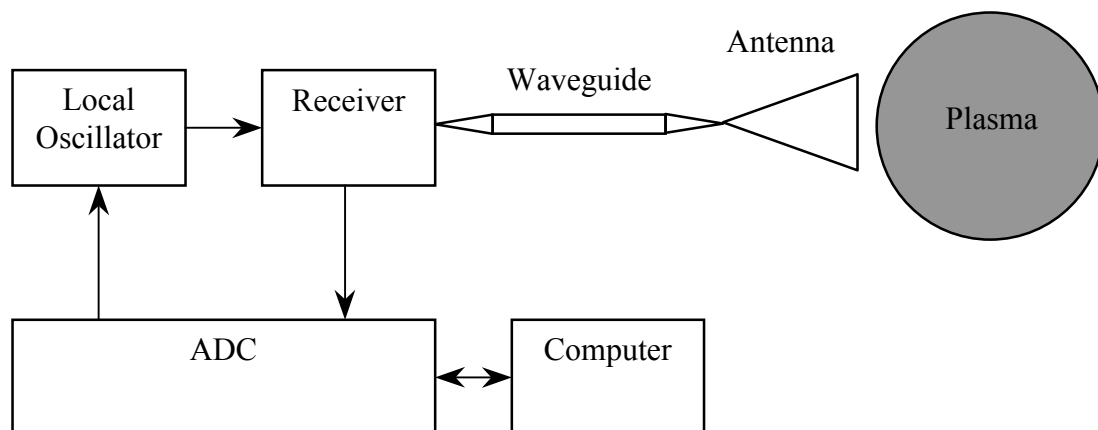 Antenna
Waveguide
Local
Oscillator
Receiver
Plasma
ADC
Computer